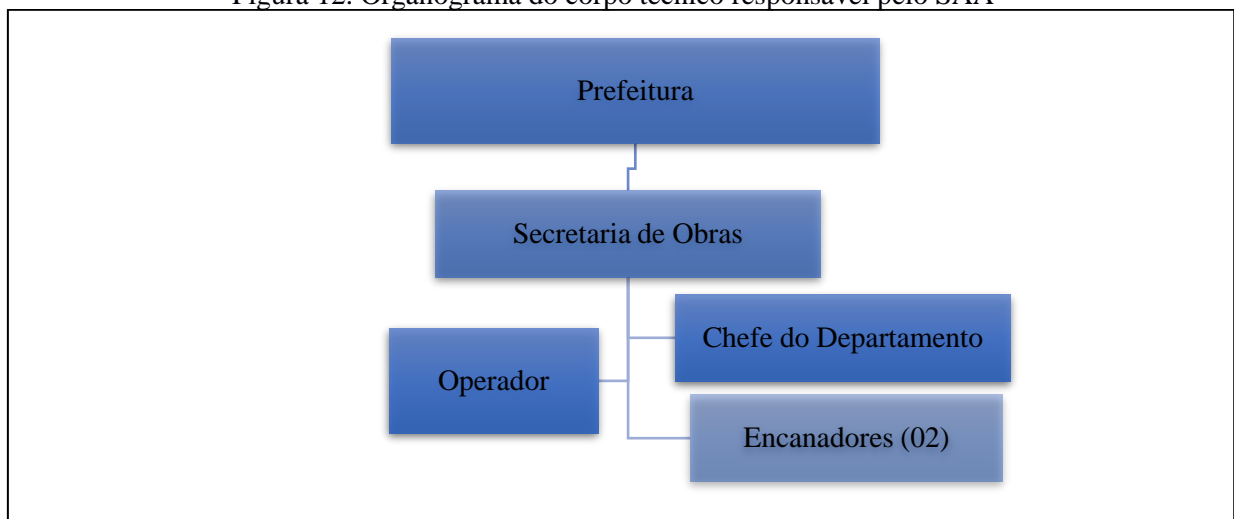 Figura 12. Organograma do corpo técnico responsável pelo SAA
Prefeitura
Secretaria de Obras
Chefe do Departamento
Operador
Encanadores (02)